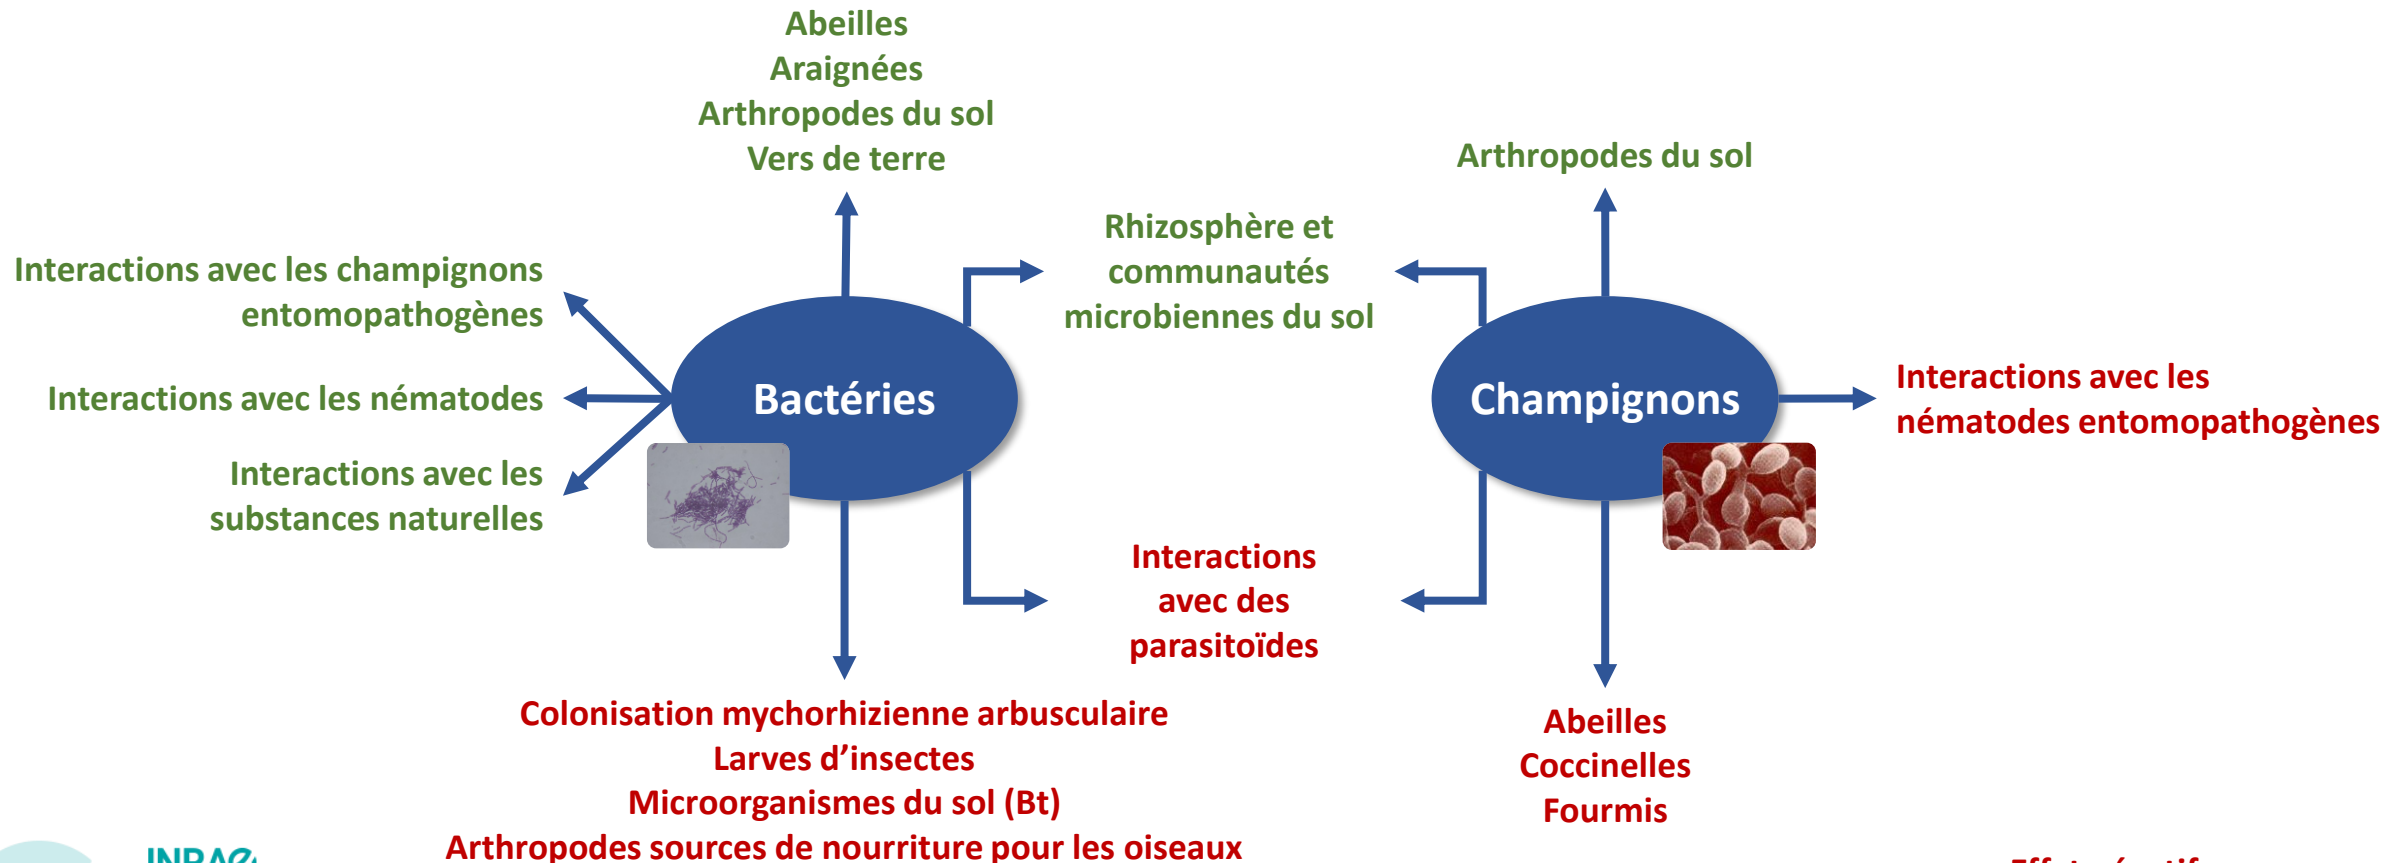 Abeilles
Araignées
Arthropodes du sol
Vers de terre
Arthropodes du sol
Rhizosphère et
communautés
microbiennes du sol
Interactions avec les champignons
entomopathogènes
Interactions avec les nématodes
Interactions avec les
substances naturelles
Bactéries
Champignons
Interactions avec les
nématodes entomopathogènes
Interactions
avec des
parasitoïdes
Colonisation mychorhizienne arbusculaire
Larves d’insectes
Microorganismes du sol (Bt)
Arthropodes sources de nourriture pour les oiseaux
Abeilles
Coccinelles
Fourmis
INRAE